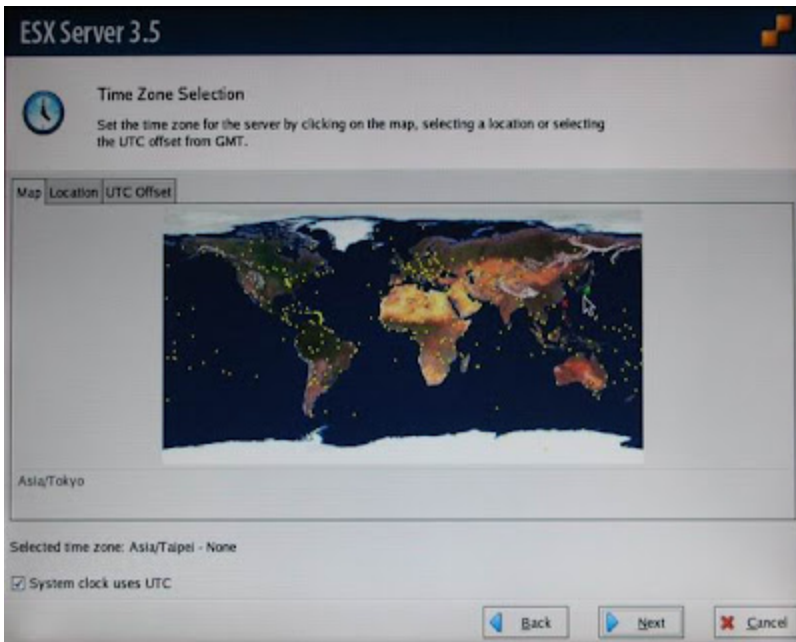 ESX Server 3.5
Time Zone Selection
Set the time zone for the server by clicking on the map, selecting a location or selecting
the UTC offset from GMT.
Map Location UTC Offset
Asia/Tokyo
Selected time zone: Asia/Taipei - None
System clock uses UTC
Back Next Cancel